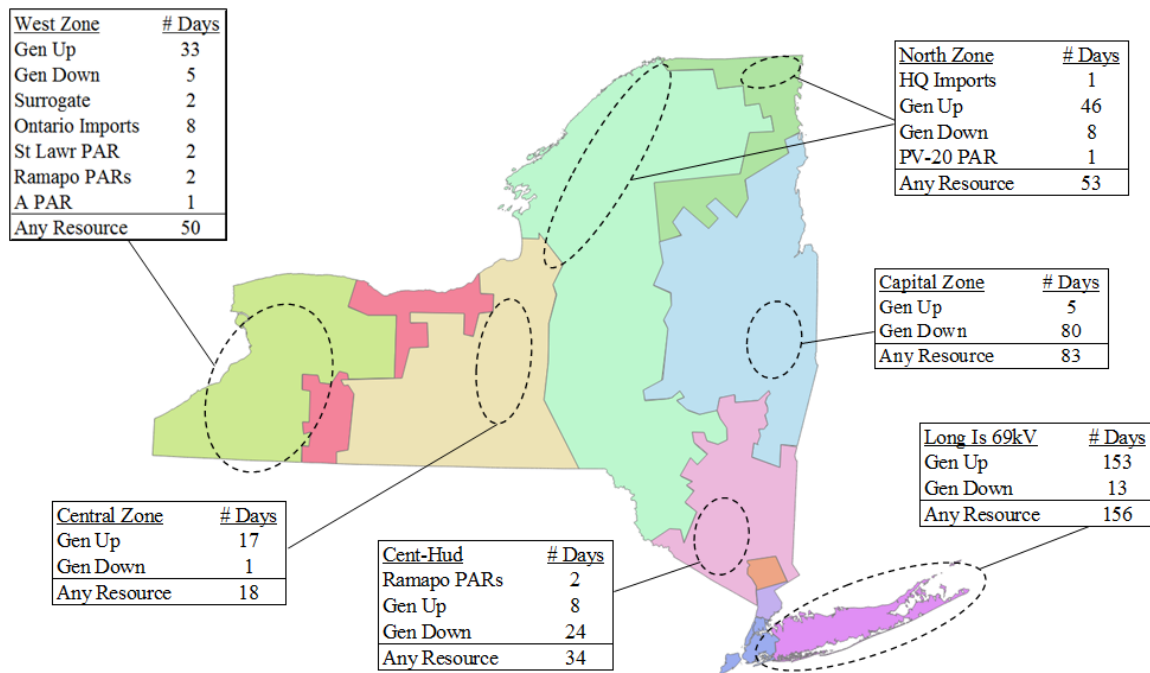 West Zone # Days
Gen Up 33
Gen Down 5
Surrogate 2
Ontario Imports 8
St Lawr PAR 2
Ramapo PARs 2
A PAR 1
Any Resource 50
North Zone # Days
HQ Imports 1
Gen Up 46
Gen Down 8
PV-20 PAR 1
Any Resource 53
Capital Zone # Days
Gen Up 5
Gen Down 80
Any Resource 83
Long Is 69kV # Days
Gen Up 153
Gen Down 13
Any Resource 156
Central Zone # Days
Gen Up 17
Gen Down 1
Any Resource 18
Cent-Hud # Days
Ramapo PARs 2
Gen Up 8
Gen Down 24
Any Resource 34